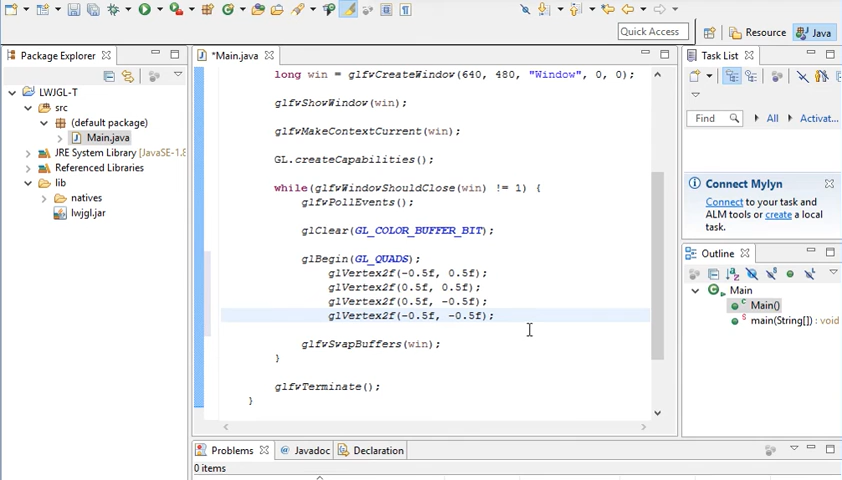 Quick Access
Resource
Java
Package Explorer
*Main.java
Task List
LWJGL-T
src
(default package)
Main.java
JRE System Library [JavaSE-1.8
Referenced Libraries
lib
natives
lwjgl.jar
long win = glfwCreateWindow(640, 480, "Window", 0, 0);
glfwShowWindow(win);
glfwMakeContextCurrent(win);
GL.createCapabilities();
while(glfwWindowShouldClose(win) != 1) {
glfwPollEvents();
glClear(GL_COLOR_BUFFER_BIT);
glBegin(GL_QUADS);
glVertex2f(-0.5f, 0.5f);
glVertex2f(0.5f, 0.5f);
glVertex2f(0.5f, -0.5f);
glVertex2f(-0.5f, -0.5f);
glfwSwapBuffers(win);
}
glfwTerminate();
}
Find
All
Activat...
Connect Mylyn
Connect to your task and
ALM tools or create a local
task.
Outline
Main
Main()
main(String[]) : void
Problems
Javadoc
Declaration
0 items